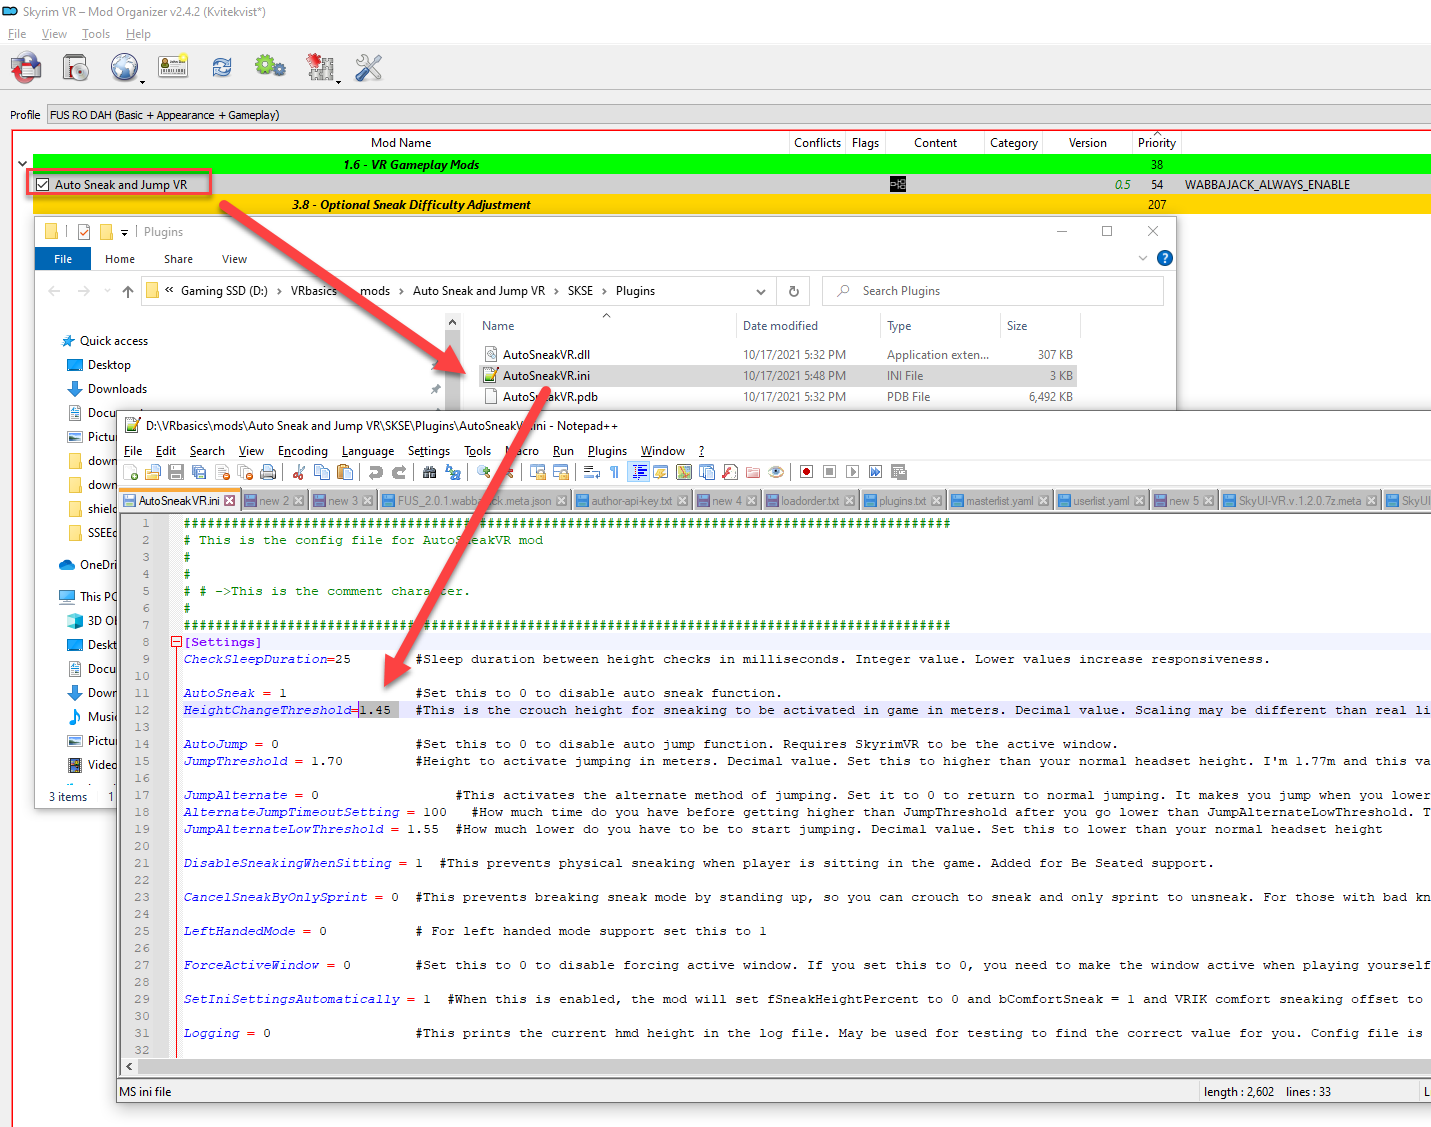 Skyrim VR – Mod Organizer v2.4.2 (Kvitekvist*)
File View Tools Help
Profile FUS RO DAH (Basic + Appearance + Gameplay)
Mod Name Conflicts Flags Content Category Version Priority
1.6 - VR Gameplay Mods 38
Auto Sneak and Jump VR 0.5 54 WABBAJACK_ALWAYS_ENABLE
3.8 - Optional Sneak Difficulty Adjustment 207
Plugins
File Home Share View
« Gaming SSD (D:) › VRbasics mods › Auto Sneak and Jump VR › SKSE › Plugins
Search Plugins
Name Date modified Type Size
Quick access
AutoSneakVR.dll 10/17/2021 5:32 PM Application exten... 307 KB
Desktop
AutoSneakVR.ini 10/17/2021 5:48 PM INI File 3 KB
Downloads
AutoSneakVR.pdb 10/17/2021 5:32 PM PDB File 6,492 KB
Docu
Pictu
down
down
shield
SSEEd
OneDri
This PC
3D Ob
Deskt
Docu
Down
Music
Pictu
Video
3 items 1
D:\VRbasics\mods\Auto Sneak and Jump VR\SKSE\Plugins\AutoSneakV .ini - Notepad++
File Edit Search View Encoding Language Settings Tools Macro Run Plugins Window ?
AutoSneakVR.ini new 2 new 3 FUS_2.0.1.wabbajack.meta.json author-api-key.txt new 4 loadorder.txt plugins.txt masterlist.yaml userlist.yaml new 5 SkyUI-VR.v.1.2.0.7z.meta SkyUI
1 ################################################################################################
2 # This is the config file for AutoSneakVR mod
3 #
4 #
5 # # ->This is the comment character.
6 #
7 ################################################################################################
8 [Settings]
9 CheckSleepDuration=25 #Sleep duration between height checks in milliseconds. Integer value. Lower values increase responsiveness.
10
11 AutoSneak = 1 #Set this to 0 to disable auto sneak function.
12 HeightChangeThreshold=1.45 #This is the crouch height for sneaking to be activated in game in meters. Decimal value. Scaling may be different than real li
13
14 AutoJump = 0 #Set this to 0 to disable auto jump function. Requires SkyrimVR to be the active window.
15 JumpThreshold = 1.70 #Height to activate jumping in meters. Decimal value. Set this to higher than your normal headset height. I'm 1.77m and this va
16
17 JumpAlternate = 0 #This activates the alternate method of jumping. Set it to 0 to return to normal jumping. It makes you jump when you lower
18 AlternateJumpTimeoutSetting = 100 #How much time do you have before getting higher than JumpThreshold after you go lower than JumpAlternateLowThreshold. T
19 JumpAlternateLowThreshold = 1.55 #How much lower do you have to be to start jumping. Decimal value. Set this to lower than your normal headset height
20
21 DisableSneakingWhenSitting = 1 #This prevents physical sneaking when player is sitting in the game. Added for Be Seated support.
22
23 CancelSneakByOnlySprint = 0 #This prevents breaking sneak mode by standing up, so you can crouch to sneak and only sprint to unsneak. For those with bad kn
24
25 LeftHandedMode = 0 # For left handed mode support set this to 1
26
27 ForceActiveWindow = 0 #Set this to 0 to disable forcing active window. If you set this to 0, you need to make the window active when playing yourself
28
29 SetIniSettingsAutomatically = 1 #When this is enabled, the mod will set fSneakHeightPercent to 0 and bComfortSneak = 1 and VRIK comfort sneaking offset to
30
31 Logging = 0 #This prints the current hmd height in the log file. May be used for testing to find the correct value for you. Config file is
32
MS ini file length : 2,602 lines : 33 L